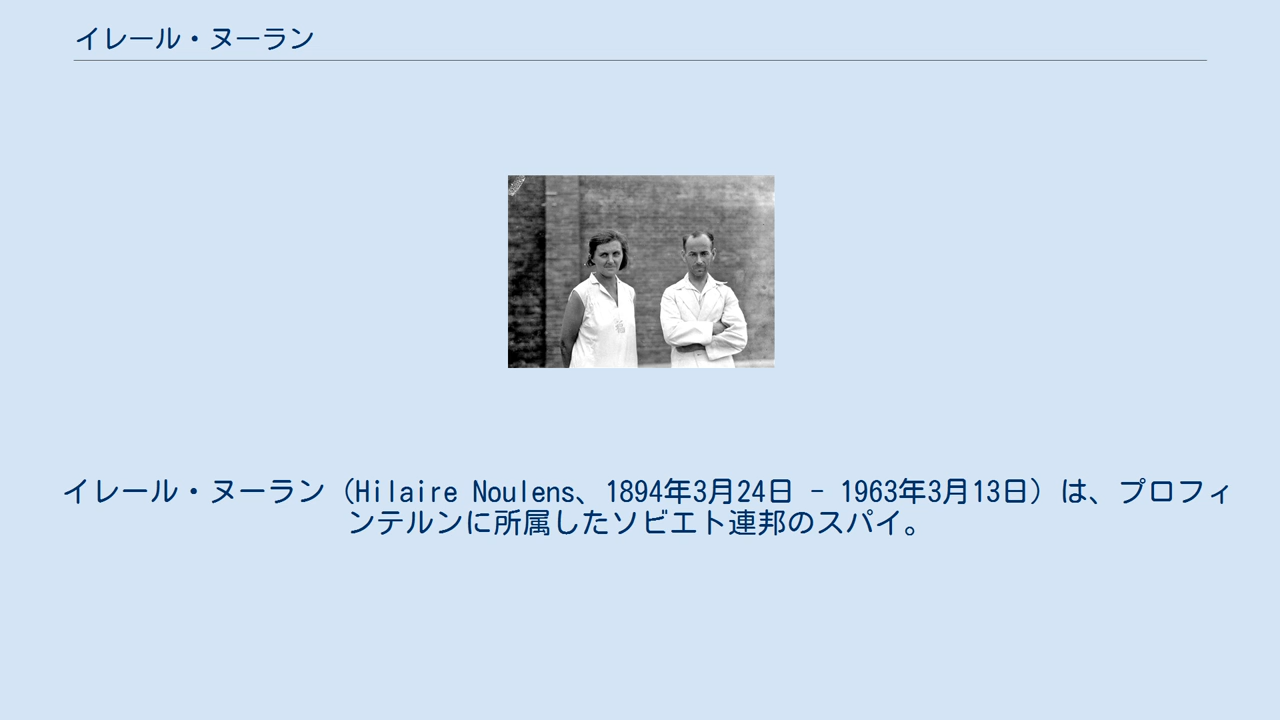 イレール・ヌーラン
イレール・ヌーラン（Hilaire Noulens、1894年3月24日 - 1963年3月13日）は、プロフィ
ンテルンに所属したソビエト連邦のスパイ。